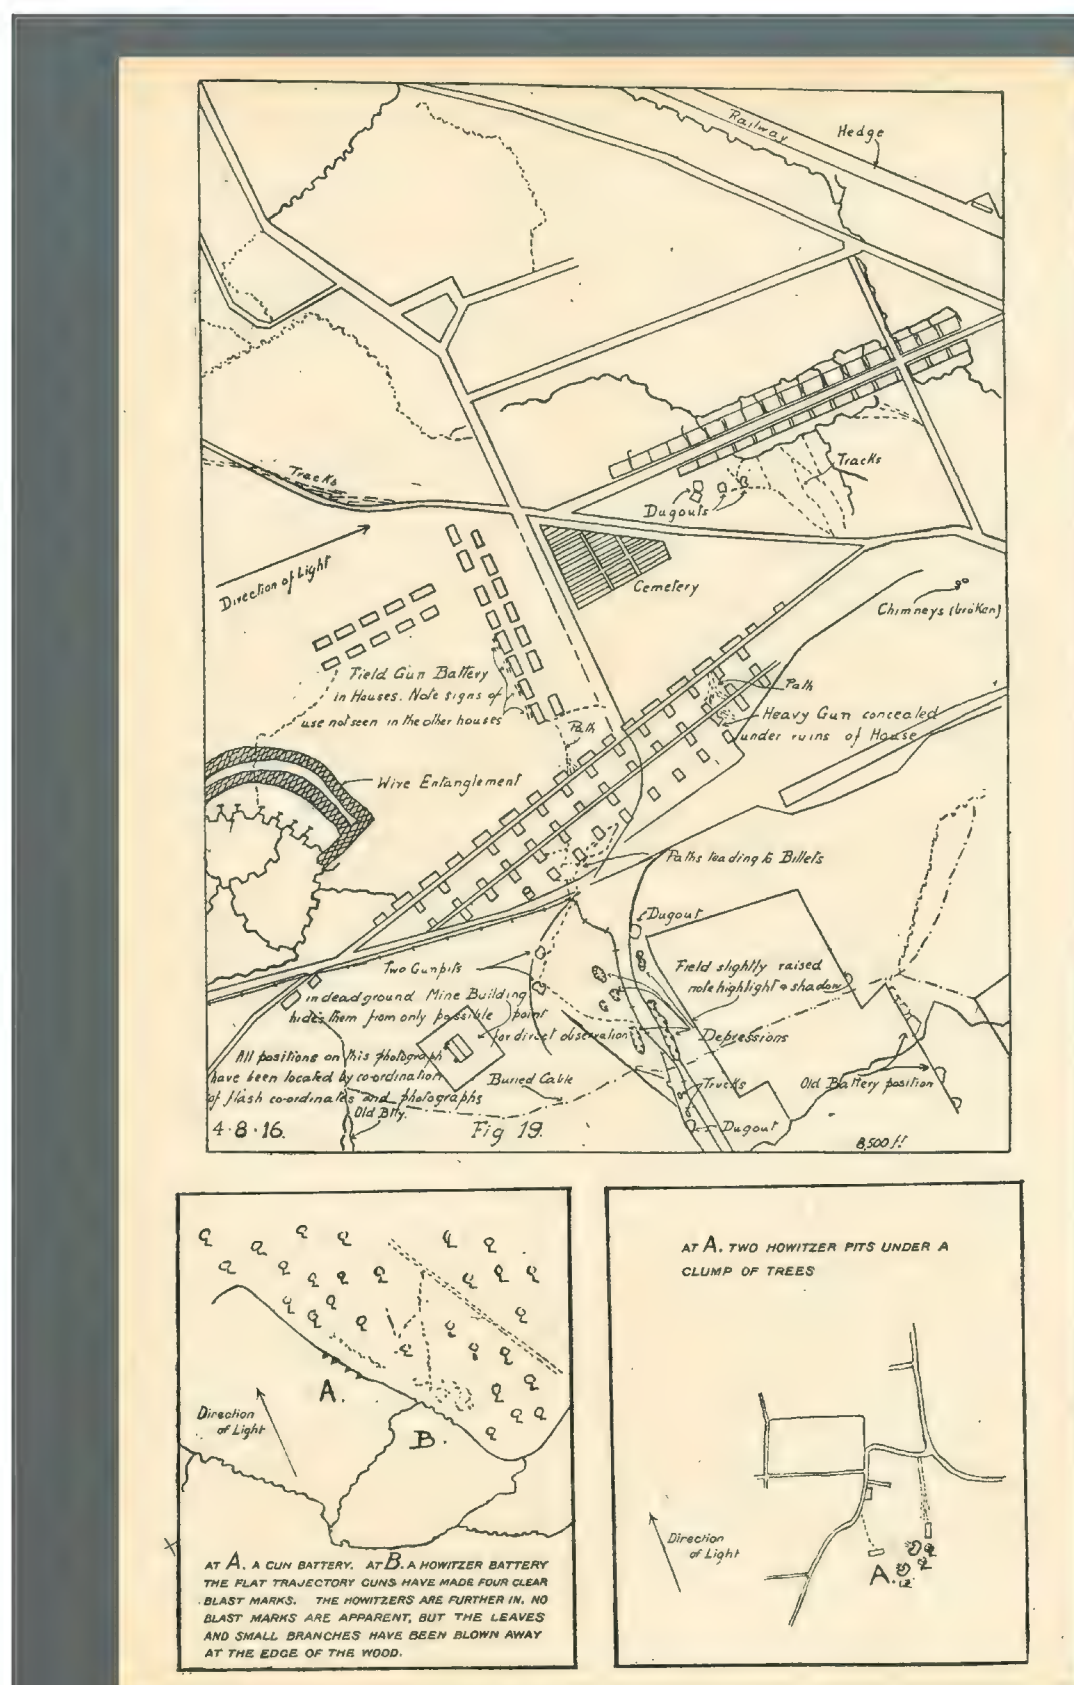 Railway
Hedge
Tracks
Tracks
Dugouts
Direction of Light
Cemetery
Chimneys (broken)
Field Gun Battery
in Houses. Note signs of
use not seen in the other houses
Path
Path
Heavy Gun concealed
under ruins of House
Wire Entanglement
Paths leading to Billets
Dugout
Two Gunpits
in dead ground Mine Building
hides them from only possible point
for direct observation
Field slightly raised
note highlight & shadow
Depressions
All positions on this photograph
have been located by co-ordination
of flash co-ordinates and photographs
Buried Cable
Trucks
Old Battery position
Old Bty.
4.8.16.
Fig 19.
Dugout
8,500 ft
A.
B.
Direction
of Light
AT A. A GUN BATTERY. AT B. A HOWITZER BATTERY
THE FLAT TRAJECTORY GUNS HAVE MADE FOUR CLEAR
BLAST MARKS. THE HOWITZERS ARE FURTHER IN. NO
BLAST MARKS ARE APPARENT, BUT THE LEAVES
AND SMALL BRANCHES HAVE BEEN BLOWN AWAY
AT THE EDGE OF THE WOOD.
AT A. TWO HOWITZER PITS UNDER A
CLUMP OF TREES
Direction
of Light
A.